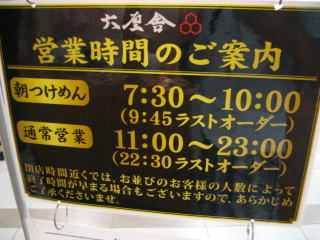 六厘舎
営業時間のご案内
朝つけめん 7:30～10:00
(9:45ラストオーダー)
通常営業 11:00～23:00
(22:30ラストオーダー)
閉店時間近くでは、お並びのお客様の人数によって
終了時間が早まる場合もございますので、あらかじめ
ご了承くださいませ。